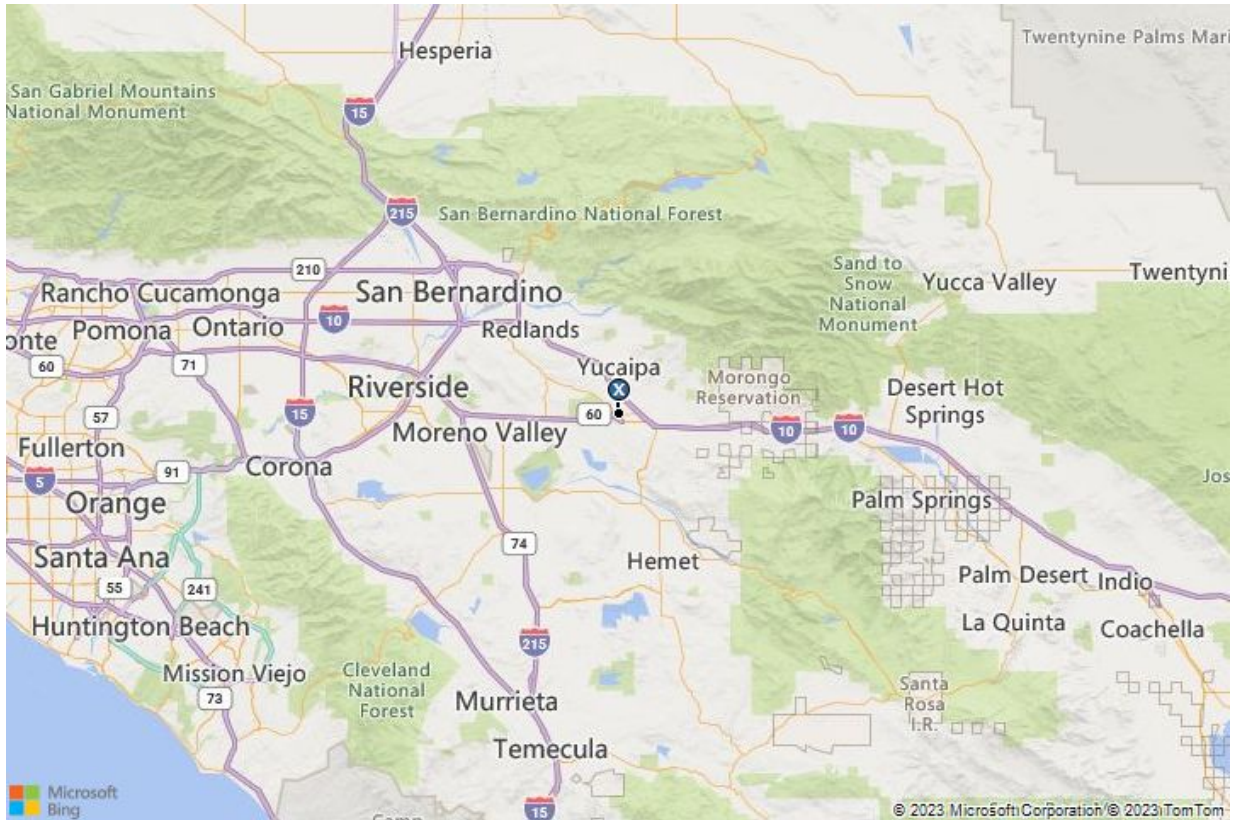 Hesperia
Twentynine Palms Mari
San Gabriel Mountains
National Monument
15
215
San Bernardino National Forest
210
Sand to
Snow
National
Monument
Yucca Valley
Twentyni
Rancho Cucamonga
San Bernardino
10
onte
Pomona
Ontario
Redlands
60
71
Yucaipa
X
Morongo
Reservation
Riverside
Desert Hot
Springs
57
15
60
10
10
Fullerton
Moreno Valley
91
Corona
5
Jos
Orange
Palm Springs
74
Santa Ana
Hemet
55
241
Palm Desert
Indio
Huntington Beach
La Quinta
Coachella
215
Mission Viejo
73
Cleveland
National
Forest
Murrieta
Santa
Rosa
I.R.
Temecula
Microsoft
Bing
15
Camp
© 2023 Microsoft Corporation © 2023 TomTom